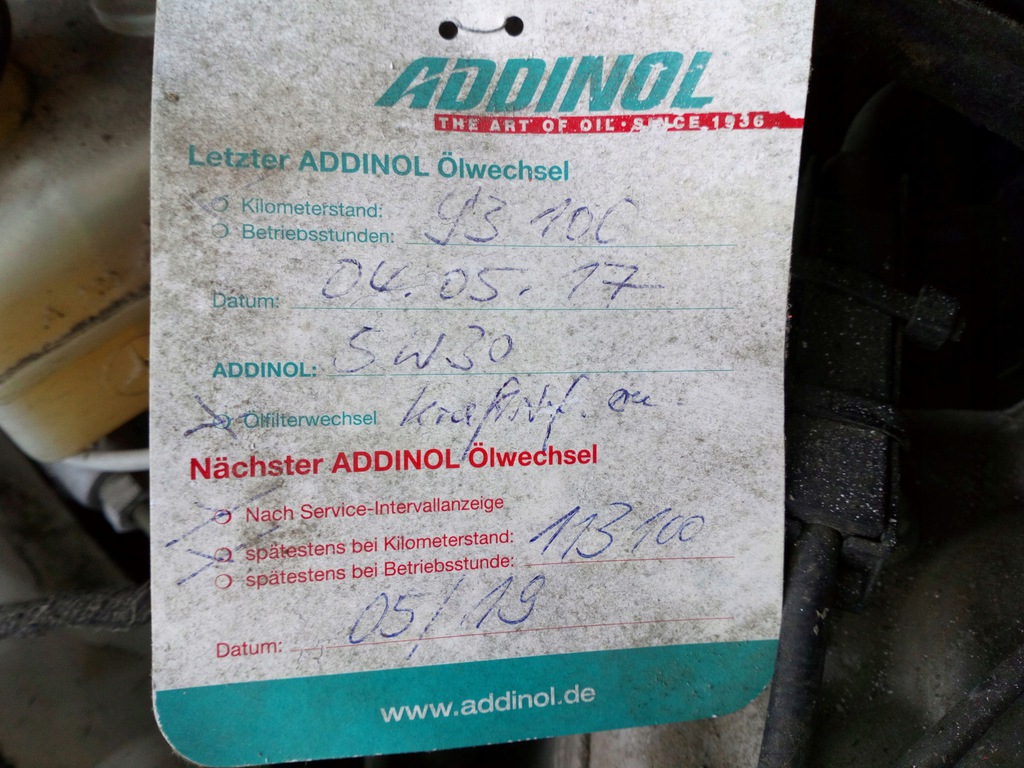 ADDINOL
THE ART OF OIL · SINCE 1936
Letzter ADDINOL Ölwechsel
Kilometerstand: 93 100
Betriebsstunden:
Datum: 04.05.17
ADDINOL: 5W30
Ölfilterwechsel
Nächster ADDINOL Ölwechsel
Nach Service-Intervallanzeige
spätestens bei Kilometerstand: 113 100
spätestens bei Betriebsstunde:
Datum: 05/19
www.addinol.de